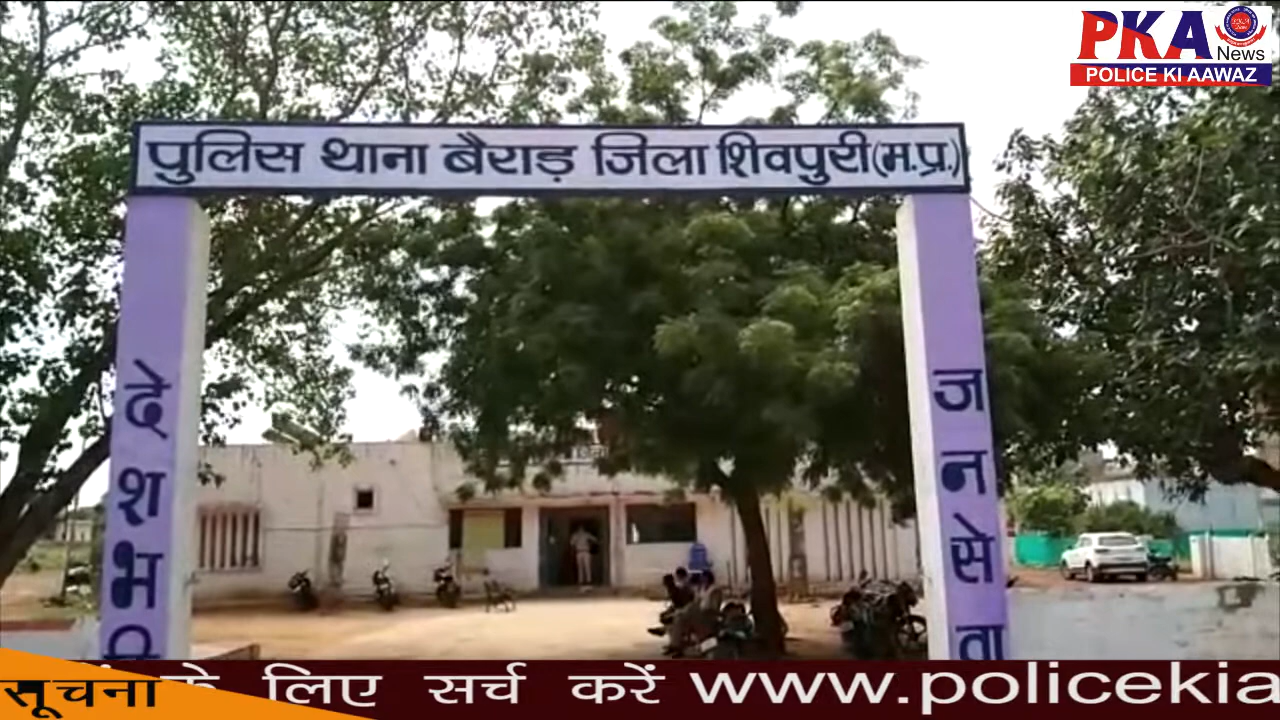 PKA
News
POLICE KI AAWAZ
पुलिस थाना बैराड़ जिला शिवपुरी (म.प्र.)
देशभ
जनसेवा
सूचना
के लिए सर्च करें www.policekia